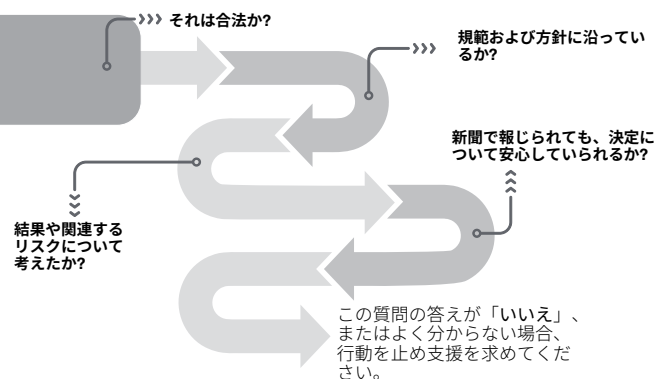 それは合法か?
規範および方針に沿ってい
るか?
結果や関連する
リスクについて
考えたか?
新聞で報じられても、決定に
ついて安心していられるか?
この質問の答えが「いいえ」、
またはよく分からない場合、
行動を止め支援を求めてくだ
さい。